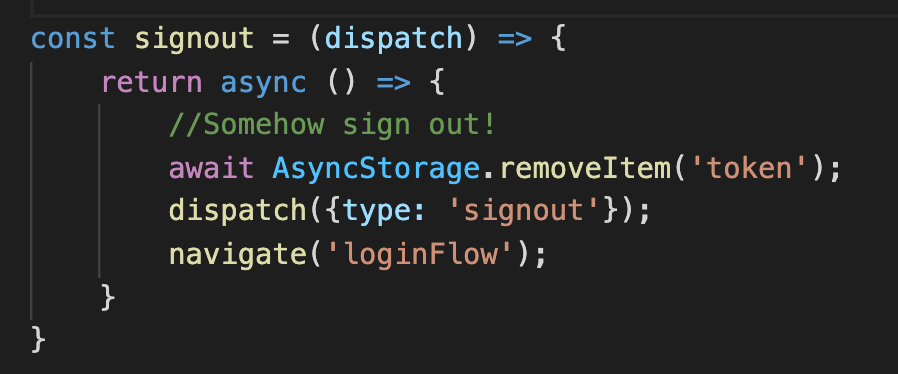 const signout = (dispatch) => {
    return async () => {
        //Somehow sign out!
        await AsyncStorage.removeItem('token');
        dispatch({type: 'signout'});
        navigate('loginFlow');
    }
}